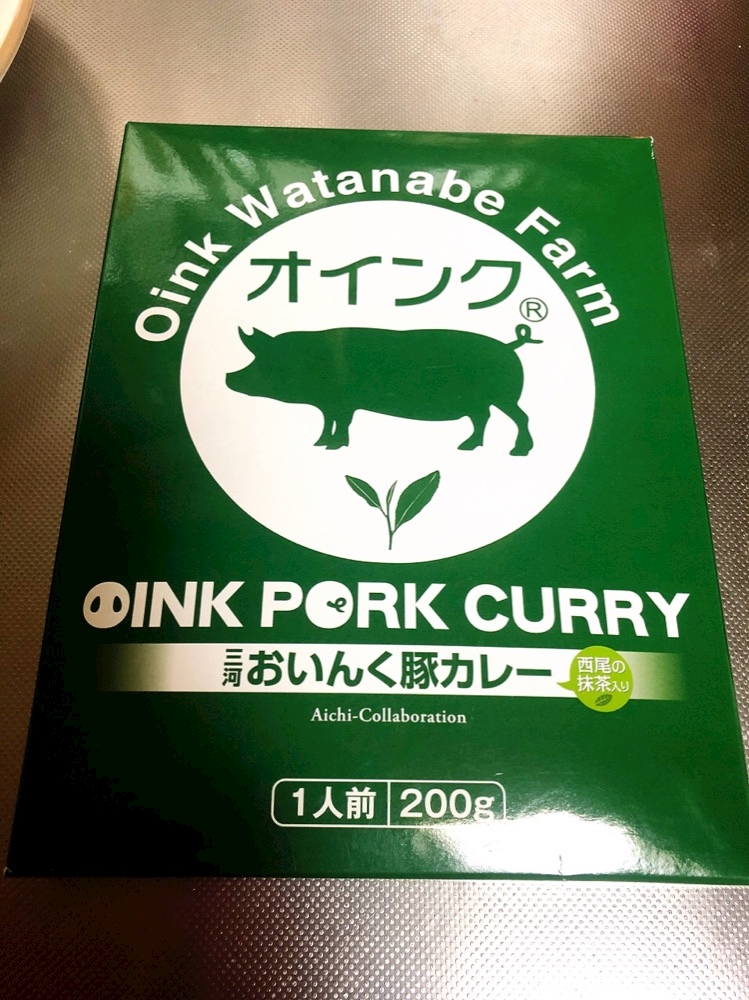 Oink Watanabe Farm
オインク®
OINK PORK CURRY
三河おいんく豚カレー
西尾の
抹茶入り
Aichi-Collaboration
1人前 200g